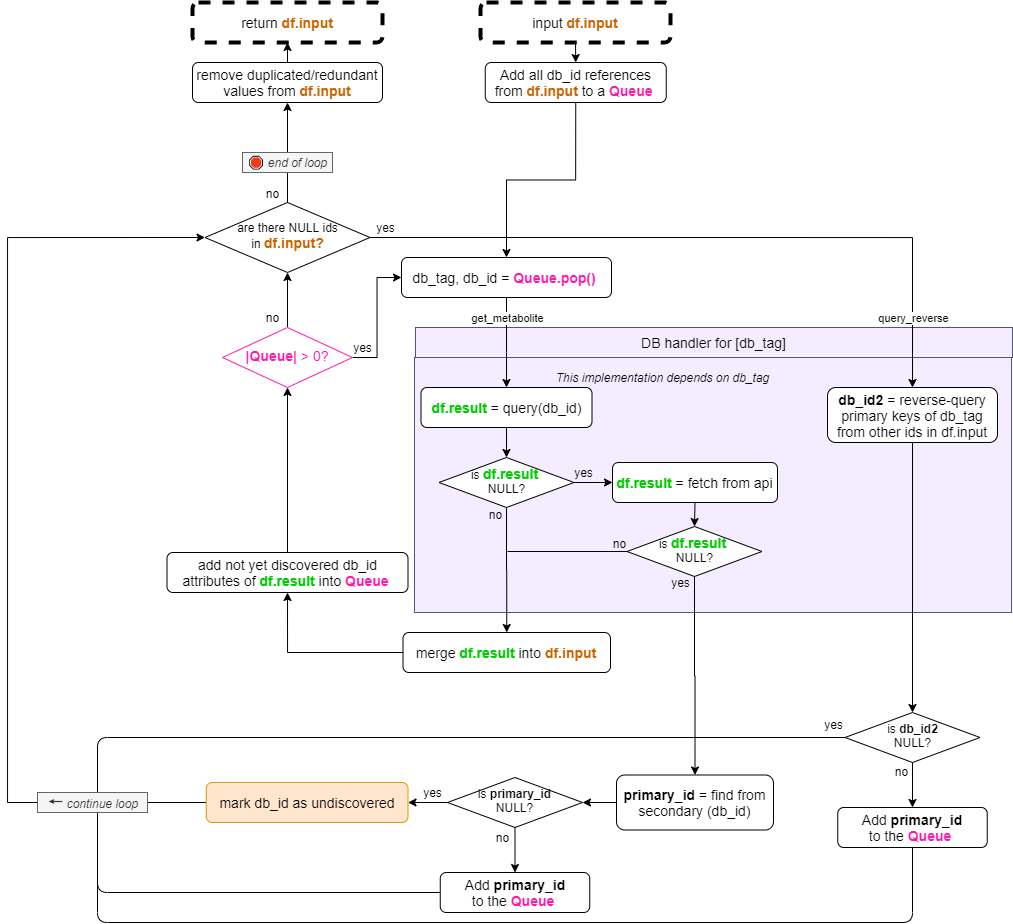 return df.input
input df.input
remove duplicated/redundant
values from df.input
Add all db_id references
from df.input to a Queue
end of loop
no
are there NULL ids
in df.input?
yes
db_tag, db_id = Queue.pop()
no
|Queue| > 0?
yes
get_metabolite
query_reverse
DB handler for [db_tag]
This implementation depends on db_tag
df.result = query(db_id)
db_id2 = reverse-query
primary keys of db_tag
from other ids in df.input
is df.result
NULL?
yes
df.result = fetch from api
no
no
is df.result
NULL?
yes
add not yet discovered db_id
attributes of df.result into Queue
merge df.result into df.input
yes
is db_id2
NULL?
no
← continue loop
mark db_id as undiscovered
yes
is primary_id
NULL?
primary_id = find from
secondary (db_id)
no
Add primary_id
to the Queue
Add primary_id
to the Queue